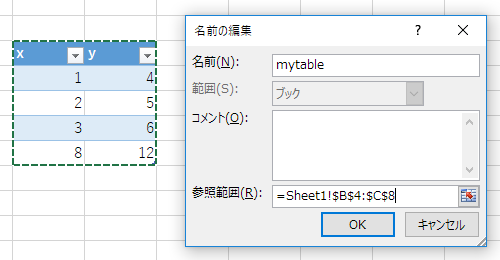 x y
1 4
2 5
3 6
8 12
名前の編集 ? ×
名前(N): mytable
範囲(S): ブック
コメント(O):
参照範囲(R): =Sheet1!$B$4:$C$8
OK キャンセル